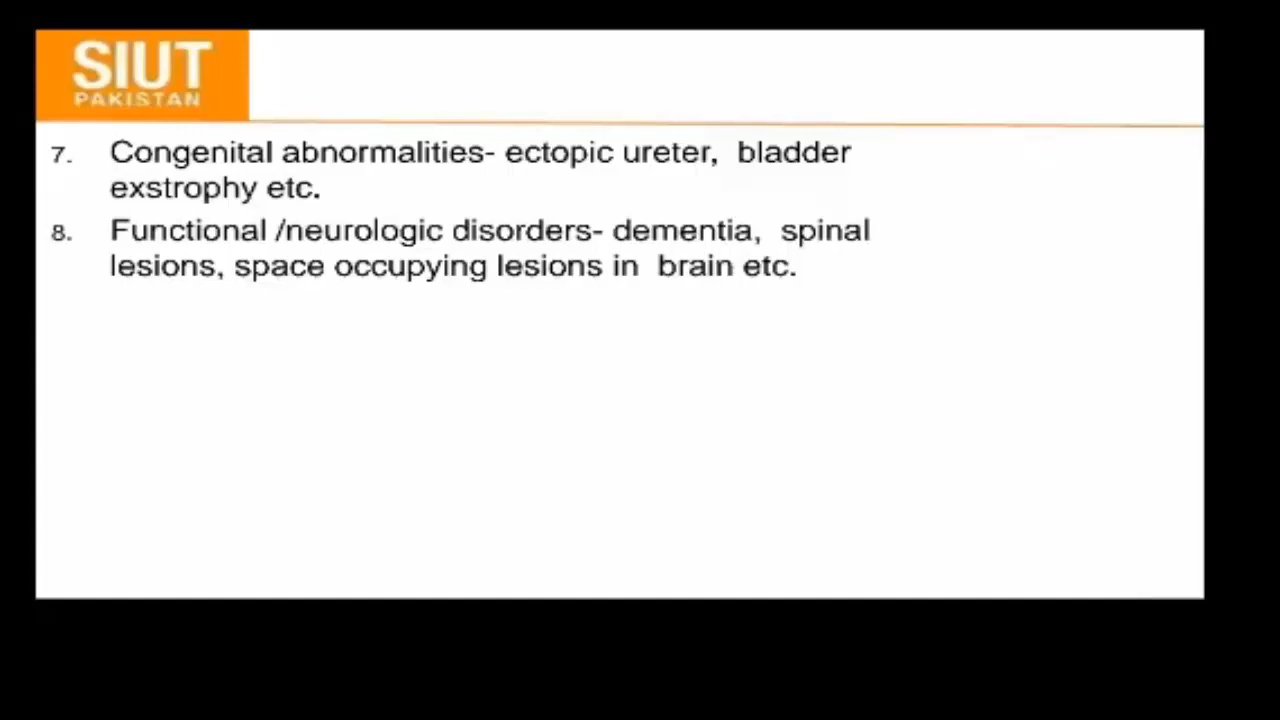 SIUT
PAKISTAN
7. Congenital abnormalities- ectopic ureter, bladder
exstrophy etc.
8. Functional /neurologic disorders- dementia, spinal
lesions, space occupying lesions in brain etc.